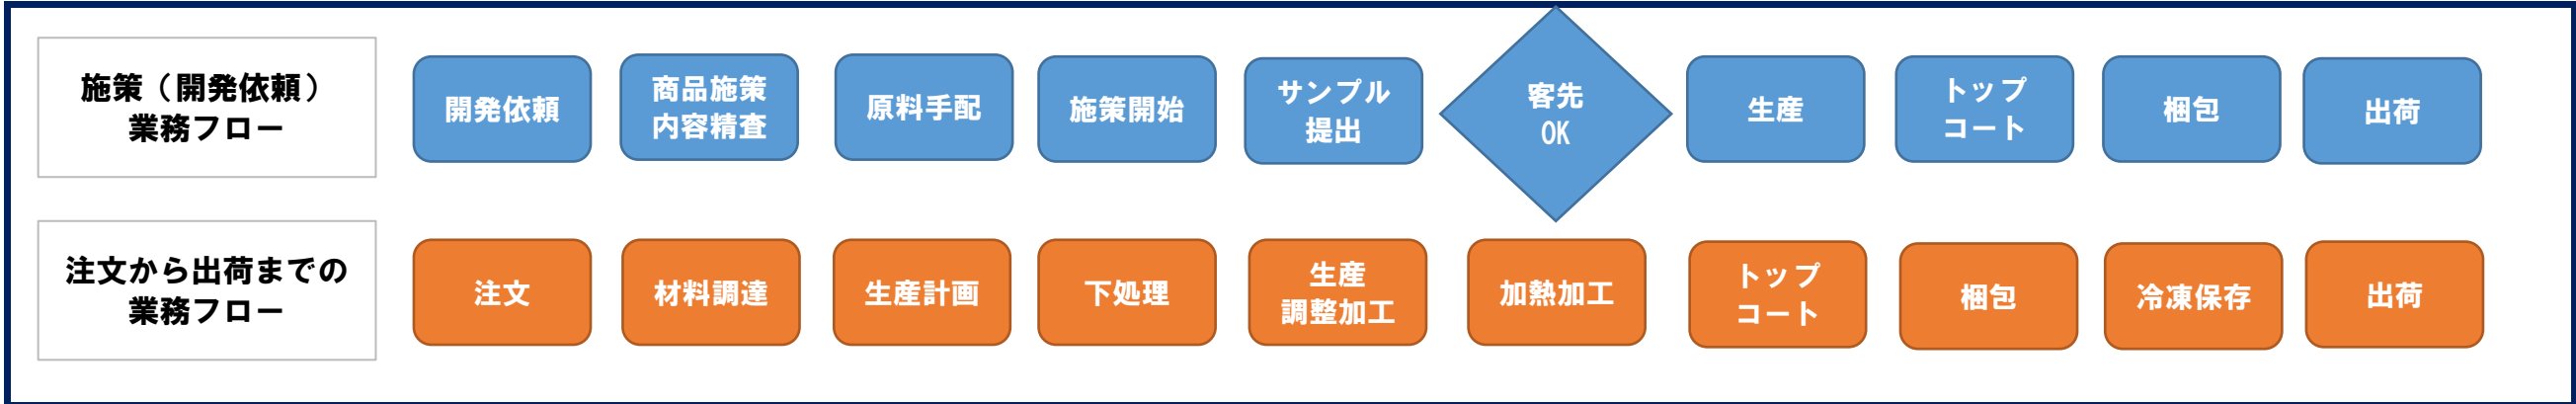 施策（開発依頼）
業務フロー
開発依頼
商品施策
内容精査
原料手配
施策開始
サンプル
提出
客先
OK
生産
トップ
コート
梱包
出荷
注文から出荷までの
業務フロー
注文
材料調達
生産計画
下処理
生産
調整加工
加熱加工
トップ
コート
梱包
冷凍保存
出荷